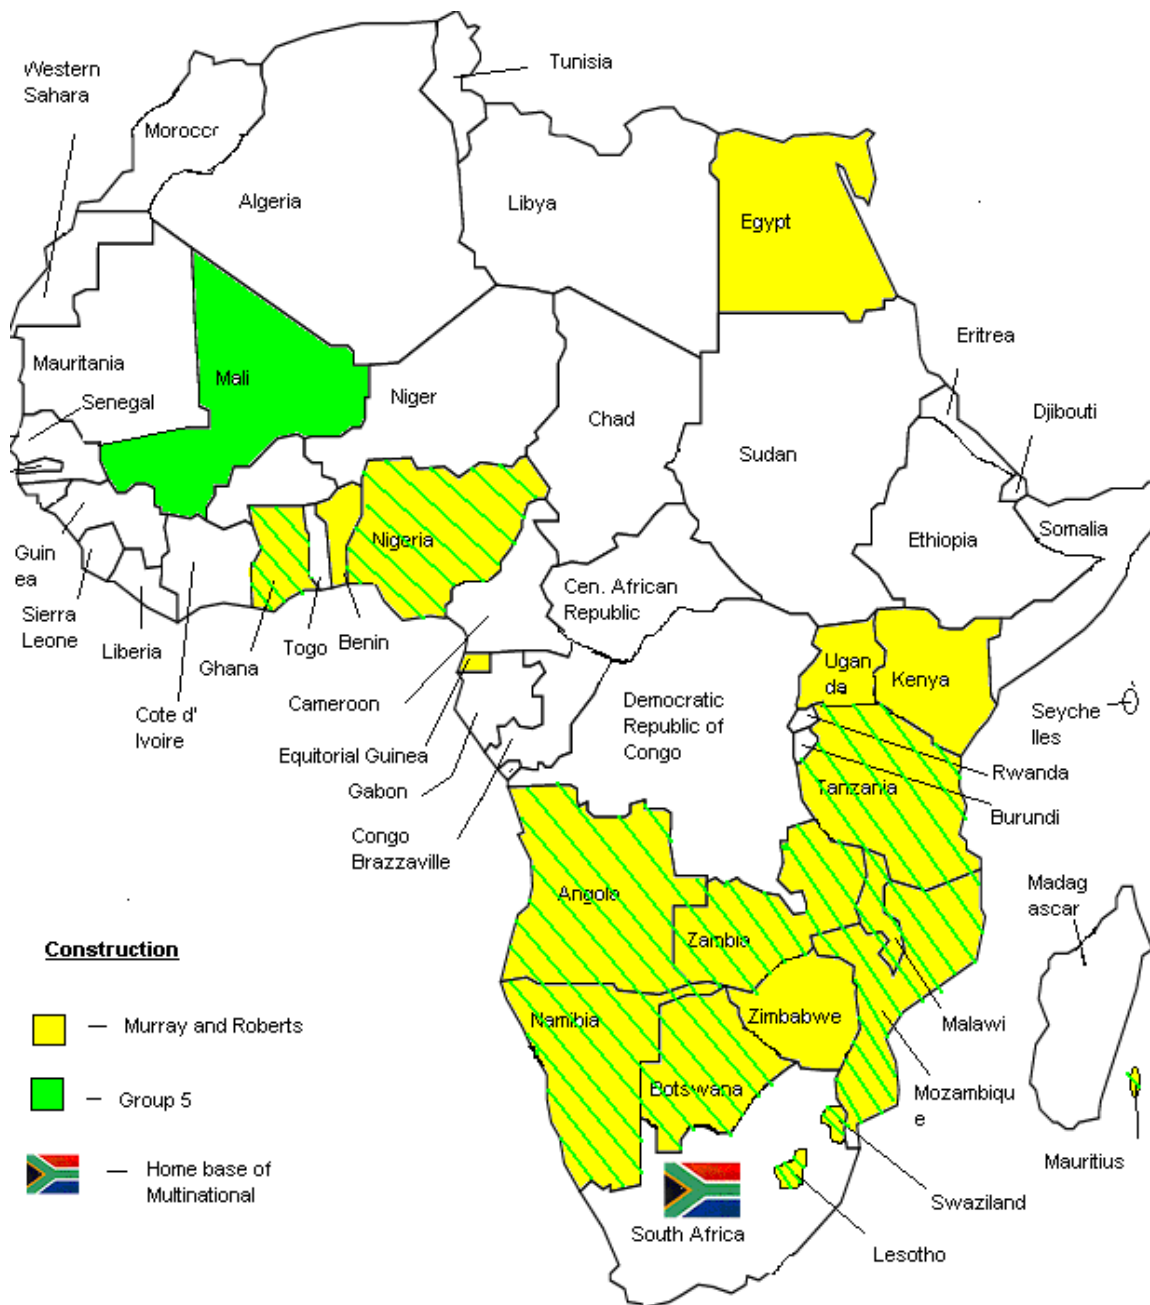 Western
Sahara
Tunisia
Morocc
Algeria
Libya
Egypt
Eritrea
Mauritania
Mali
Niger
Chad
Senegal
Djibouti
Sudan
Nigeria
Ethiopia
Somalia
Guin
ea
Cen. African
Republic
Sierra
Leone
Liberia
Ghana
Togo
Benin
Ugan
da
Kenya
Cameroon
Democratic
Republic of
Congo
Seyche
lles
Cote d'
Ivoire
Equitorial Guinea
Gabon
Rwanda
Tanzania
Burundi
Congo
Brazzaville
Angola
Madag
ascar
Zambia
Construction
Namibia
Zimbabwe
Malawi
— Murray and Roberts
Botswana
Mozambiqu
e
– Group 5
Mauritius
— Home base of
Multinational
Swaziland
South Africa
Lesotho